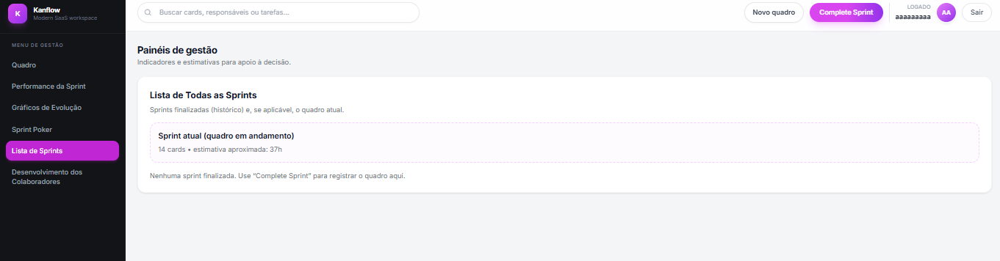 K
Kanflow
Modern SaaS workspace
MENU DE GESTÃO
Quadro
Performance da Sprint
Gráficos de Evolução
Sprint Poker
Lista de Sprints
Desenvolvimento dos
Colaboradores
Buscar cards, responsáveis ou tarefas...
Novo quadro
Complete Sprint
LOGADO
aaaaaaaaa
AA
Sair
Painéis de gestão
Indicadores e estimativas para apoio à decisão.
Lista de Todas as Sprints
Sprints finalizadas (histórico) e, se aplicável, o quadro atual.
Sprint atual (quadro em andamento)
14 cards • estimativa aproximada: 37h
Nenhuma sprint finalizada. Use “Complete Sprint” para registrar o quadro aqui.